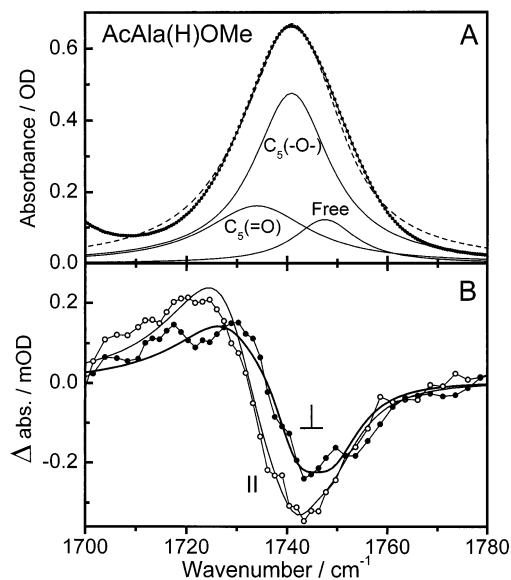 AcAla(H)OMe
A
0.6
0.4
0.2
0.0
Absorbance / OD
C5(-O-)
C5(=O)
Free
B
0.2
0.0
-0.2
Δ abs. / mOD
⊥
||
1700 1720 1740 1760 1780
Wavenumber / cm-1